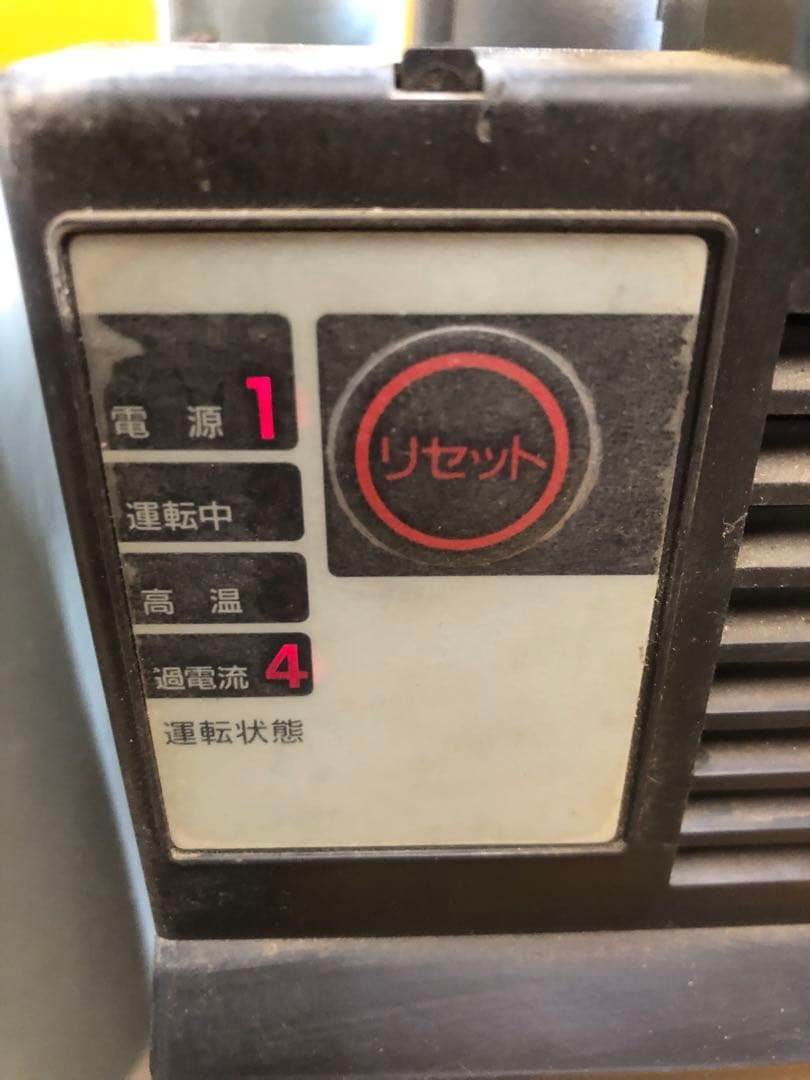 電源 1
リセット
運転中
高温
過電流 4
運転状態